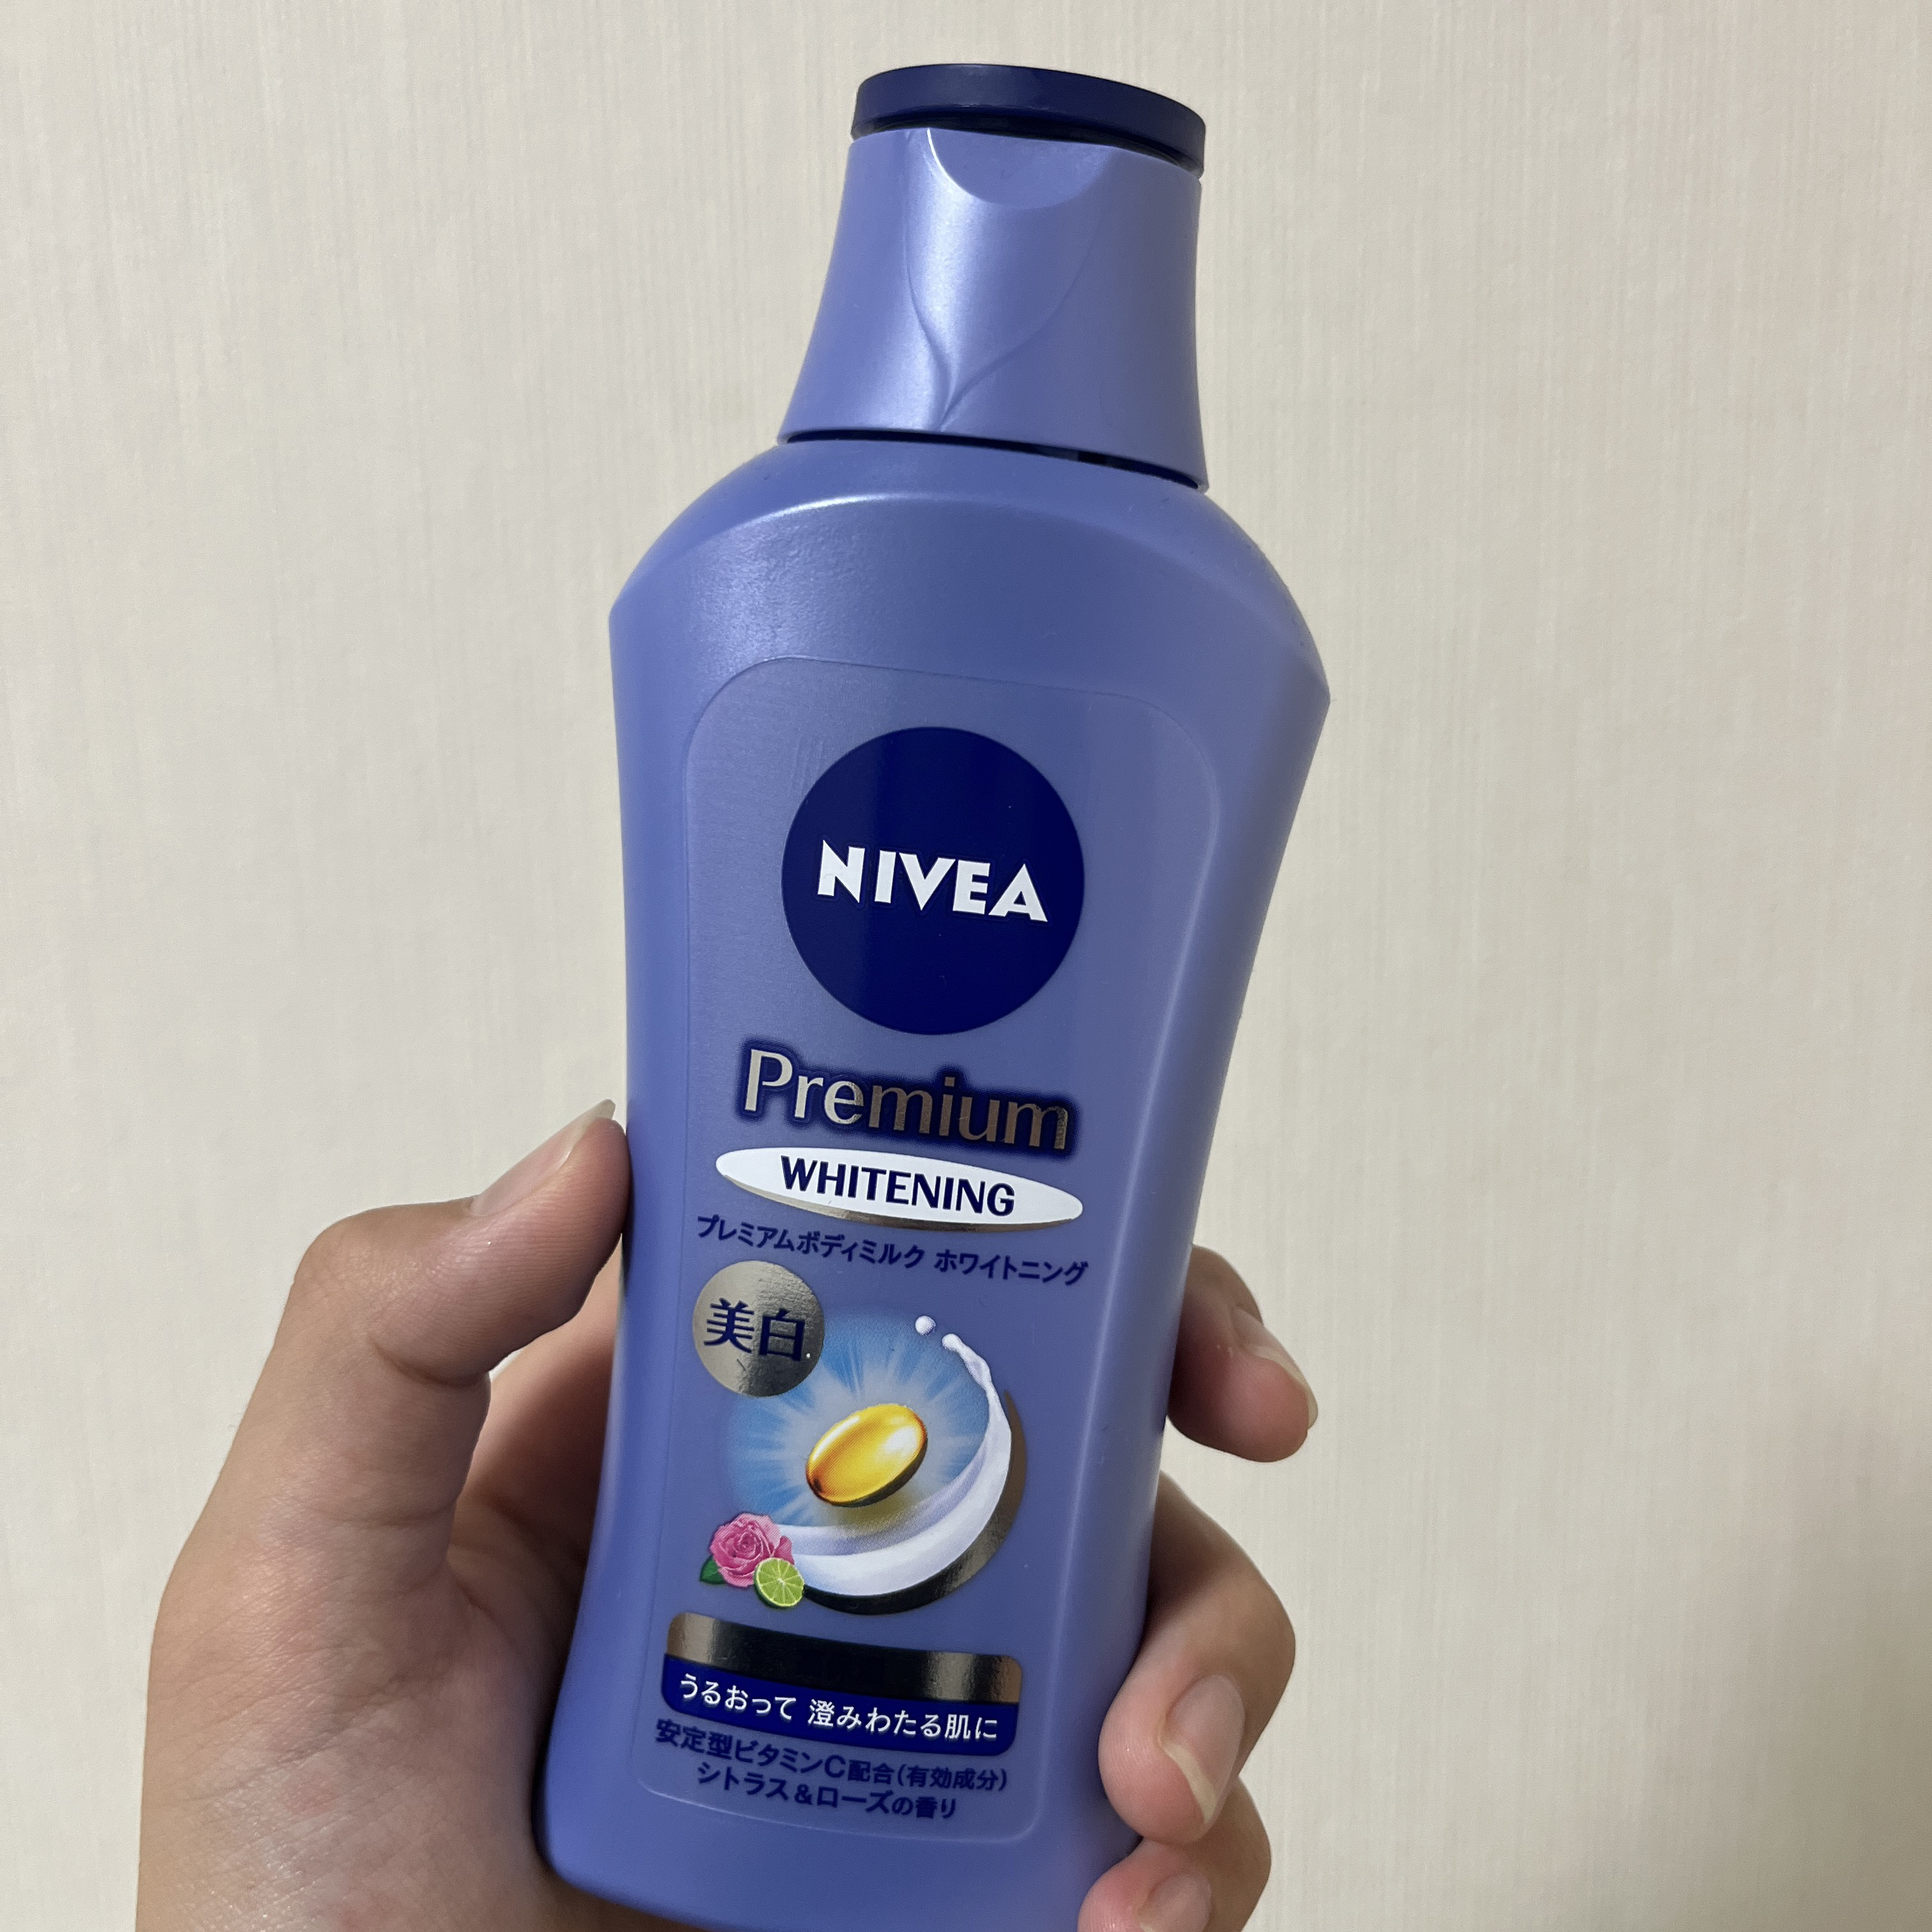 NIVEA
Premium
WHITENING
プレミアムボディミルク ホワイトニング
美白
うるおって 澄みわたる肌に
安定型ビタミンC配合(有効成分)
シトラス&ローズの香り